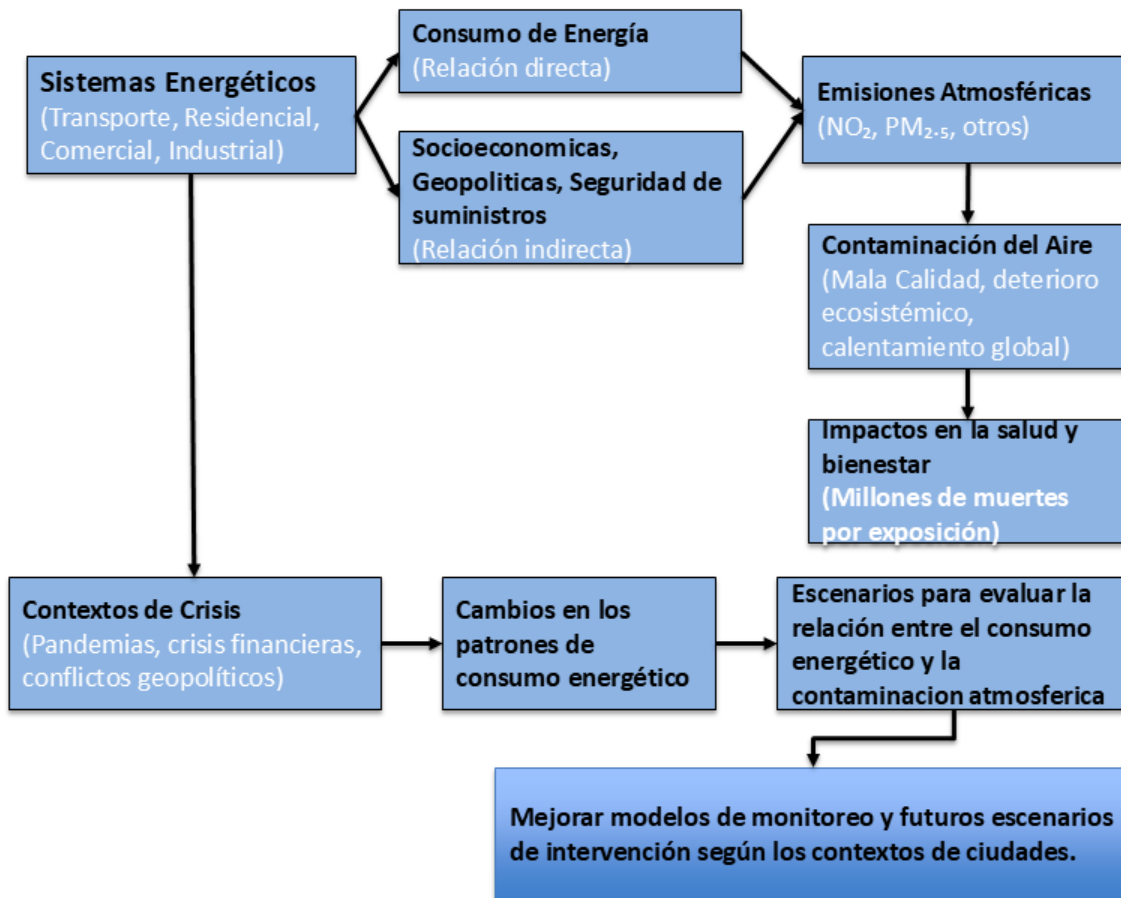 Sistemas Energéticos
(Transporte, Residencial,
Comercial, Industrial)
Consumo de Energía
(Relación directa)
Socioeconomicas,
Geopoliticas, Seguridad de
suministros
(Relación indirecta)
Emisiones Atmosféricas
(NO₂, PM₂.₅, otros)
Contaminación del Aire
(Mala Calidad, deterioro
ecosistémico,
calentamiento global)
Impactos en la salud y
bienestar
(Millones de muertes
por exposición)
Contextos de Crisis
(Pandemias, crisis financieras,
conflictos geopolíticos)
Cambios en los
patrones de
consumo energético
Escenarios para evaluar la
relación entre el consumo
energético y la
contaminacion atmosferica
Mejorar modelos de monitoreo y futuros escenarios
de intervención según los contextos de ciudades.